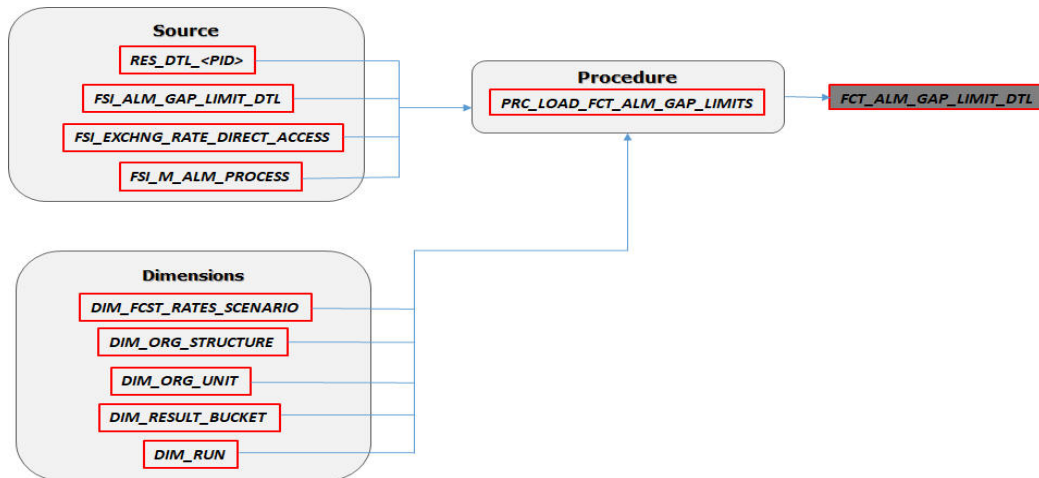 Source
RES_DTL_<PID>
FSI_ALM_GAP_LIMIT_DTL
FSI_EXCHNG_RATE_DIRECT_ACCESS
FSI_M_ALM_PROCESS
Procedure
PRC_LOAD_FCT_ALM_GAP_LIMITS
FCT_ALM_GAP_LIMIT_DTL
Dimensions
DIM_FCST_RATES_SCENARIO
DIM_ORG_STRUCTURE
DIM_ORG_UNIT
DIM_RESULT_BUCKET
DIM_RUN